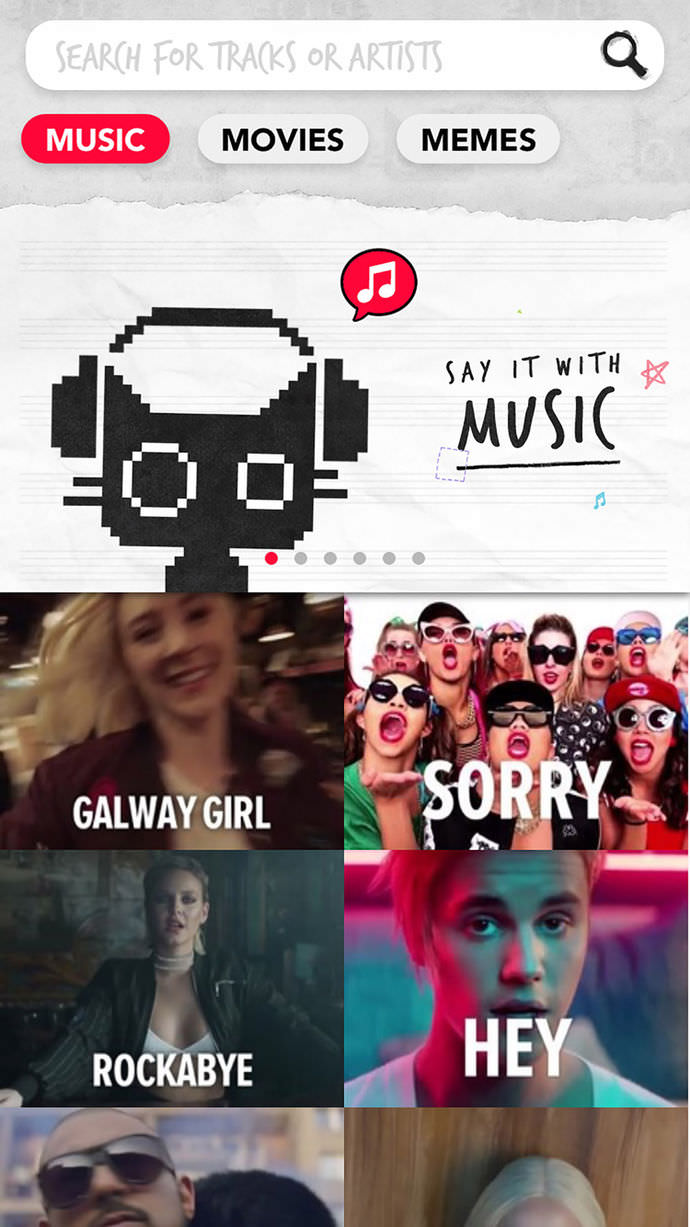 SEARCH FOR TRACKS OR ARTISTS
MUSIC MOVIES MEMES
SAY IT WITH
MUSIC
GALWAY GIRL
SORRY
ROCKABYE
HEY